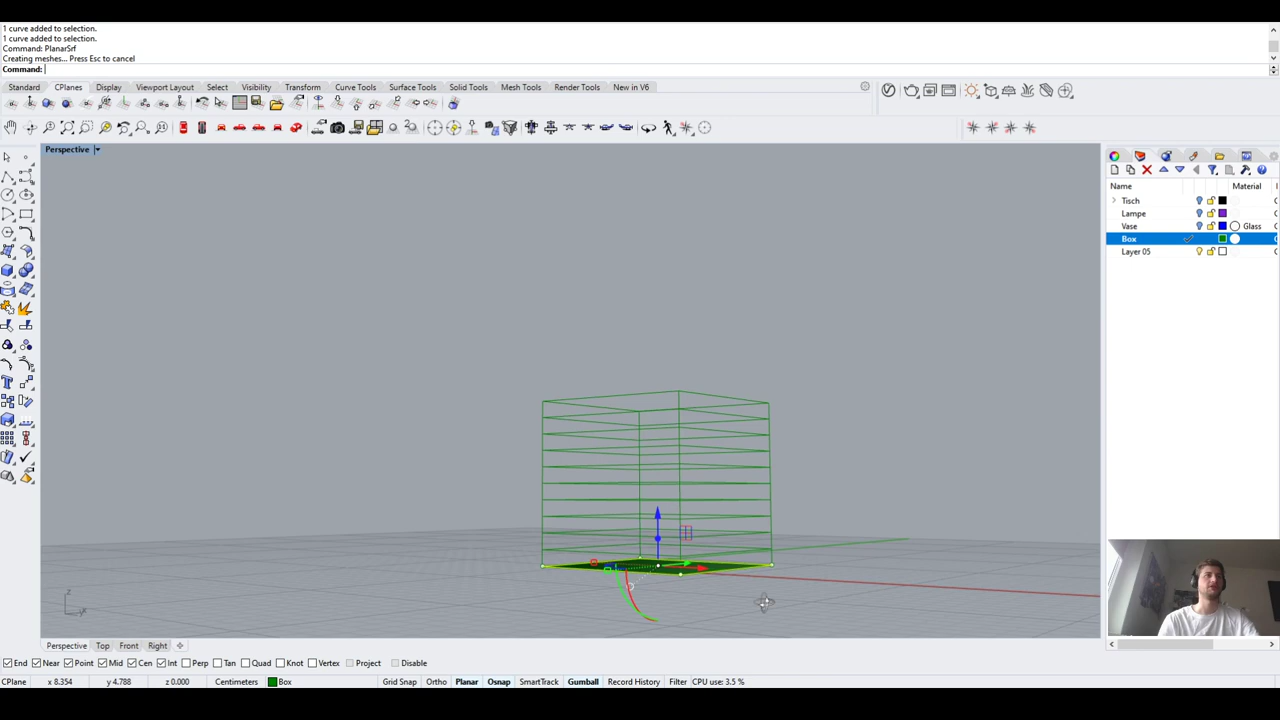 1 curve added to selection.
1 curve added to selection.
Command: PlanarSrf
Creating meshes... Press Esc to cancel
Command:
Standard CPlanes Display Viewport Layout Select Visibility Transform Curve Tools Surface Tools Solid Tools Mesh Tools Render Tools New in V6
Perspective
Name Material
Tisch
Lampe
Vase Glass
Box
Layer 05
Perspective Top Front Right
End Near Point Mid Cen Int Perp Tan Quad Knot Vertex Project Disable
CPlane x 8.354 y 4.788 z 0.000 Centimeters Box Grid Snap Ortho Planar Osnap SmartTrack Gumball Record History Filter CPU use: 3.5 %